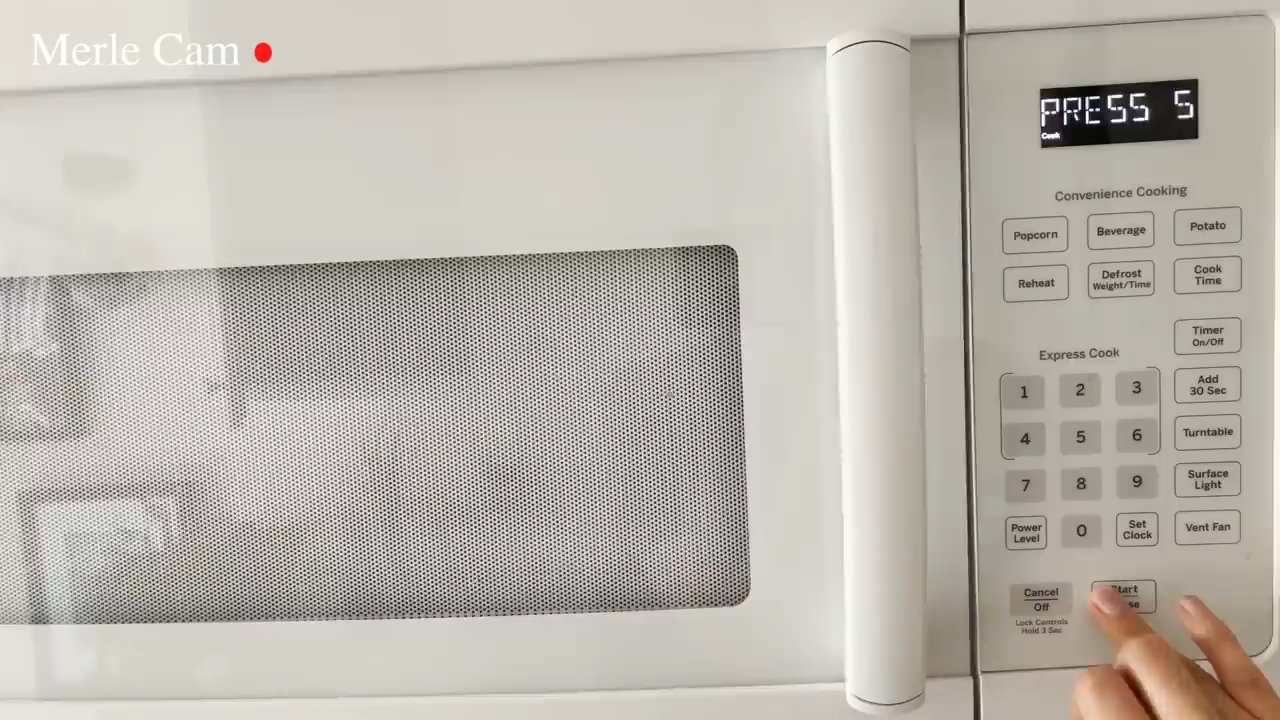 Merle Cam
PRESS 5
Cook
Convenience Cooking
Popcorn
Beverage
Potato
Reheat
Defrost
Weight/Time
Cook
Time
Timer
On/Off
Express Cook
1 2 3
Add
30 Sec
4 5 6
Turntable
7 8 9
Surface
Light
Power
Level
0
Set
Clock
Vent Fan
Cancel
Off
Start
Lock Controls
Hold 3 Sec